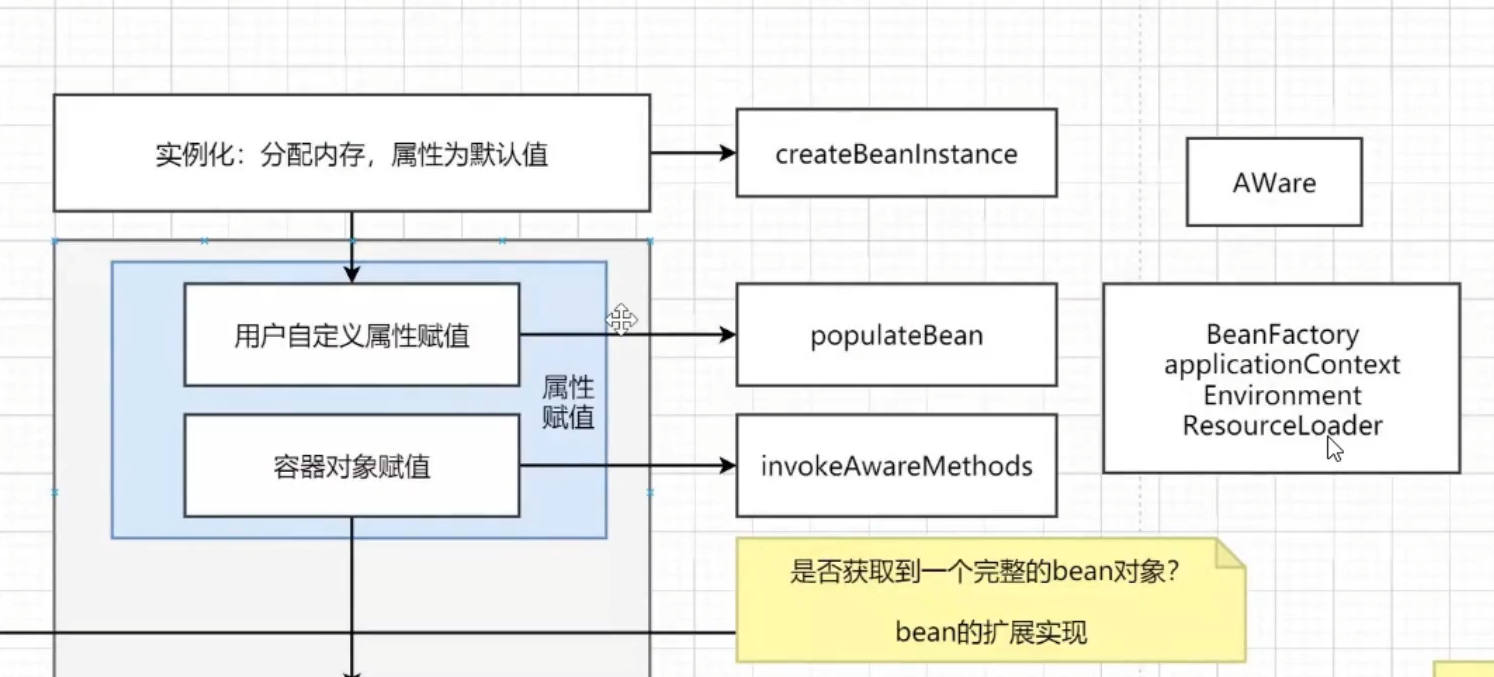 实例化：分配内存，属性为默认值
createBeanInstance
AWare
用户自定义属性赋值
populateBean
属性
赋值
容器对象赋值
invokeAwareMethods
BeanFactory
applicationContext
Environment
ResourceLoader
是否获取到一个完整的bean对象？
bean的扩展实现